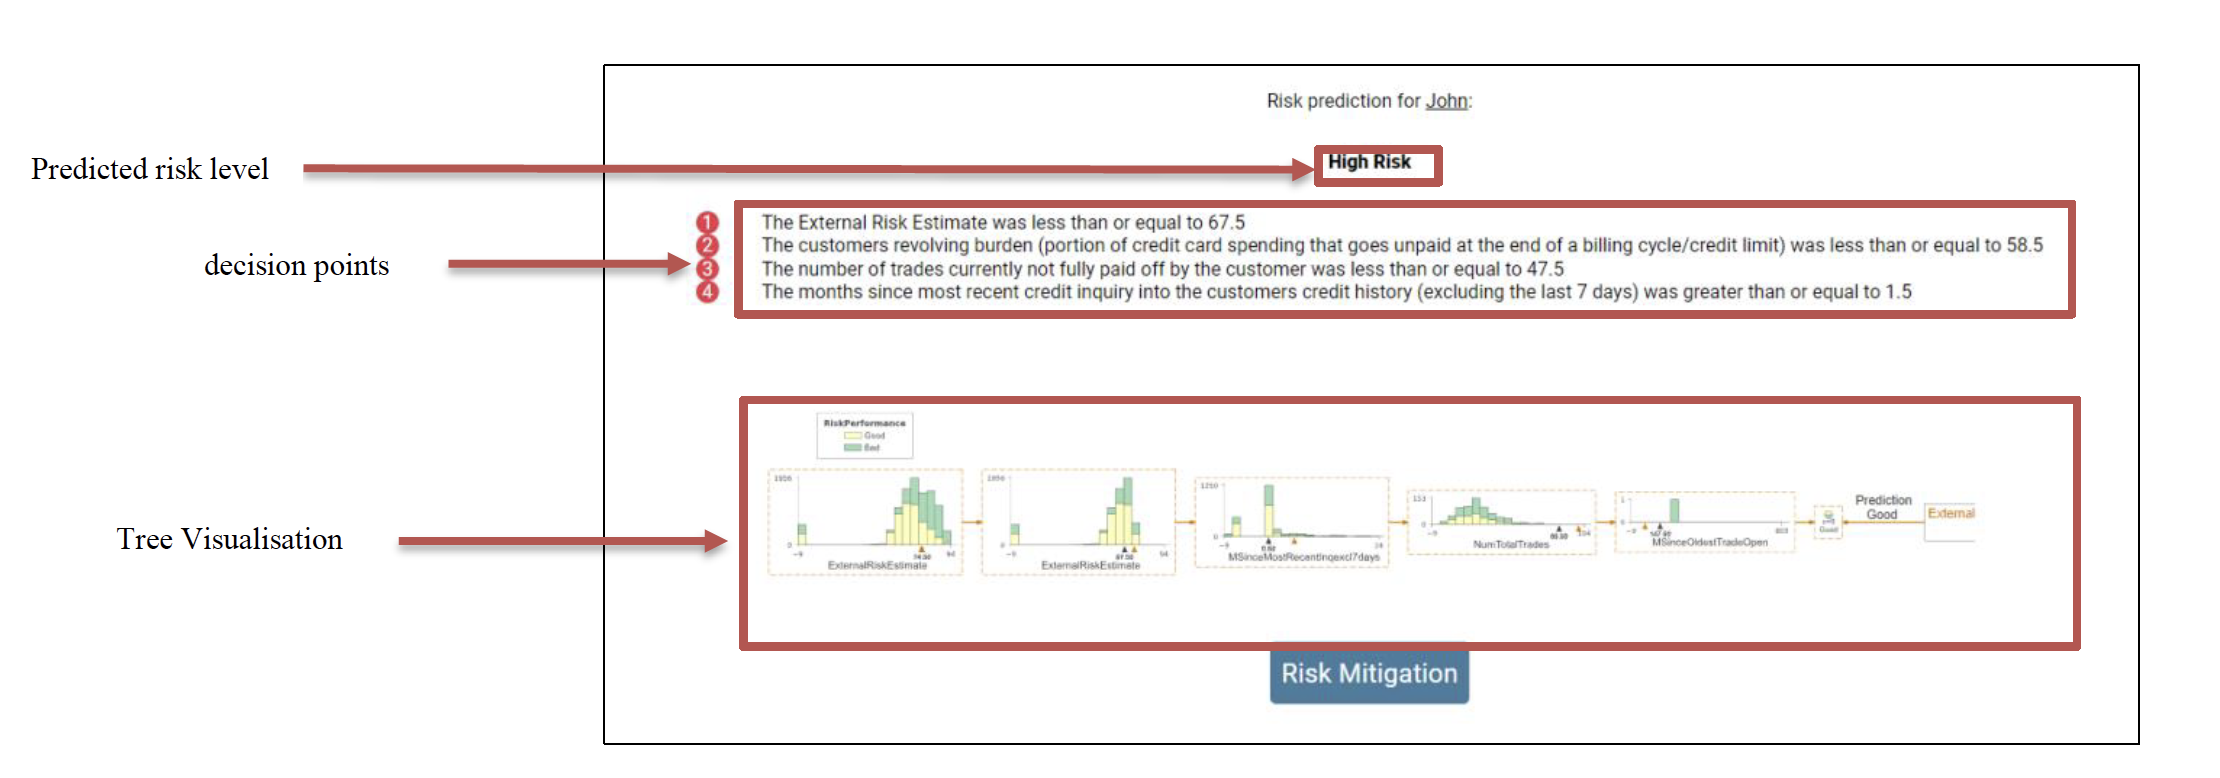 Risk prediction for John:
Predicted risk level
High Risk
1 The External Risk Estimate was less than or equal to 67.5
2 The customers revolving burden (portion of credit card spending that goes unpaid at the end of a billing cycle/credit limit) was less than or equal to 58.5
decision points
3 The number of trades currently not fully paid off by the customer was less than or equal to 47.5
4 The months since most recent credit inquiry into the customers credit history (excluding the last 7 days) was greater than or equal to 1.5
Tree Visualisation
RiskPerformance
Good
Bad
ExternalRiskEstimate
ExternalRiskEstimate
MSinceMostRecentInqexcl7days
NumTotalTrades
MSinceOldestTradeOpen
Good
Prediction
Good
External
Risk Mitigation